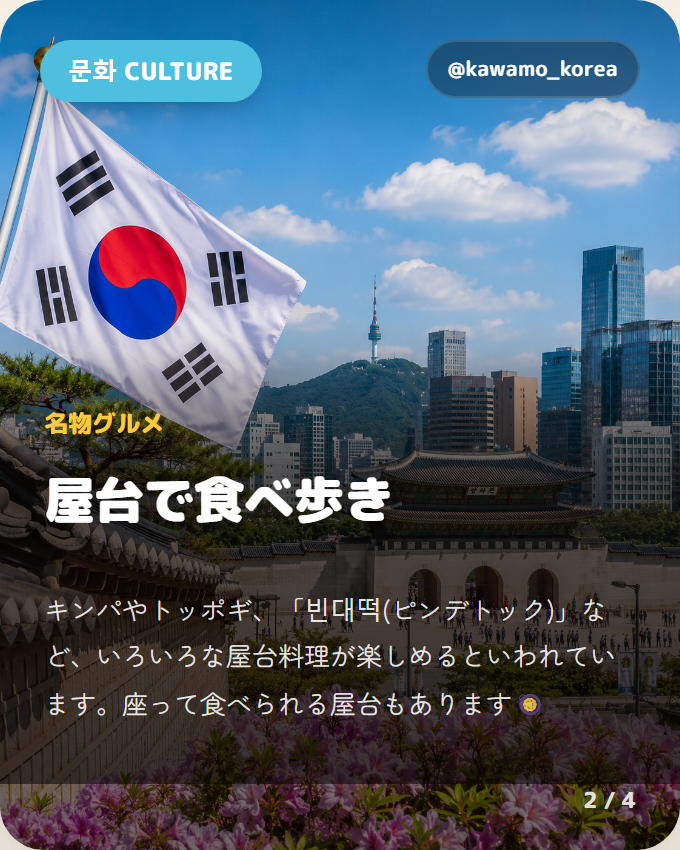 문화 CULTURE
@kawamo_korea
名物グルメ
屋台で食べ歩き
キンパやトッポギ、「빈대떡(ピンデトック)」な
ど、いろいろな屋台料理が楽しめるといわれてい
ます。座って食べられる屋台もあります🥘
2 / 4